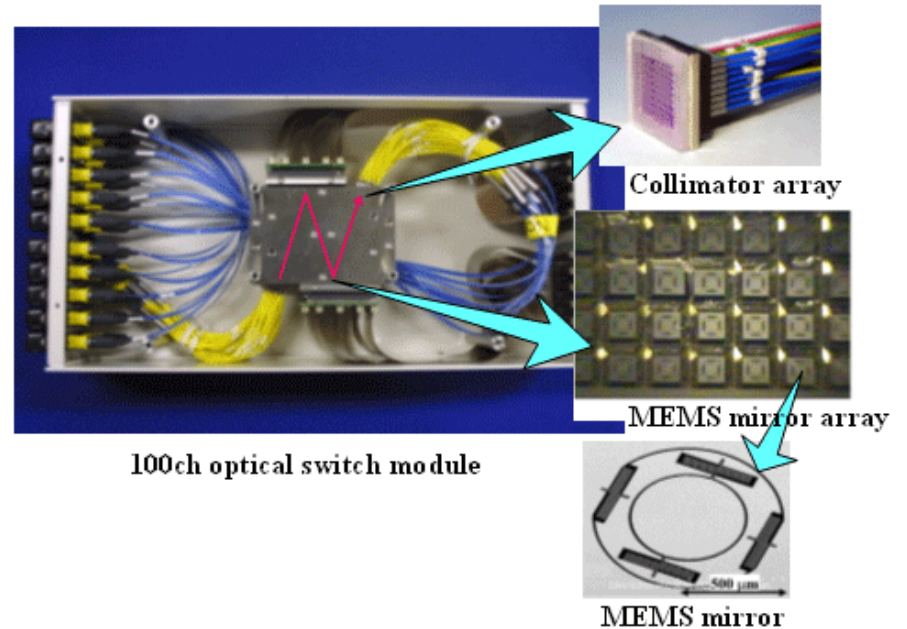 Collimator array
MEMS mirror array
100ch optical switch module
500 μm
MEMS mirror